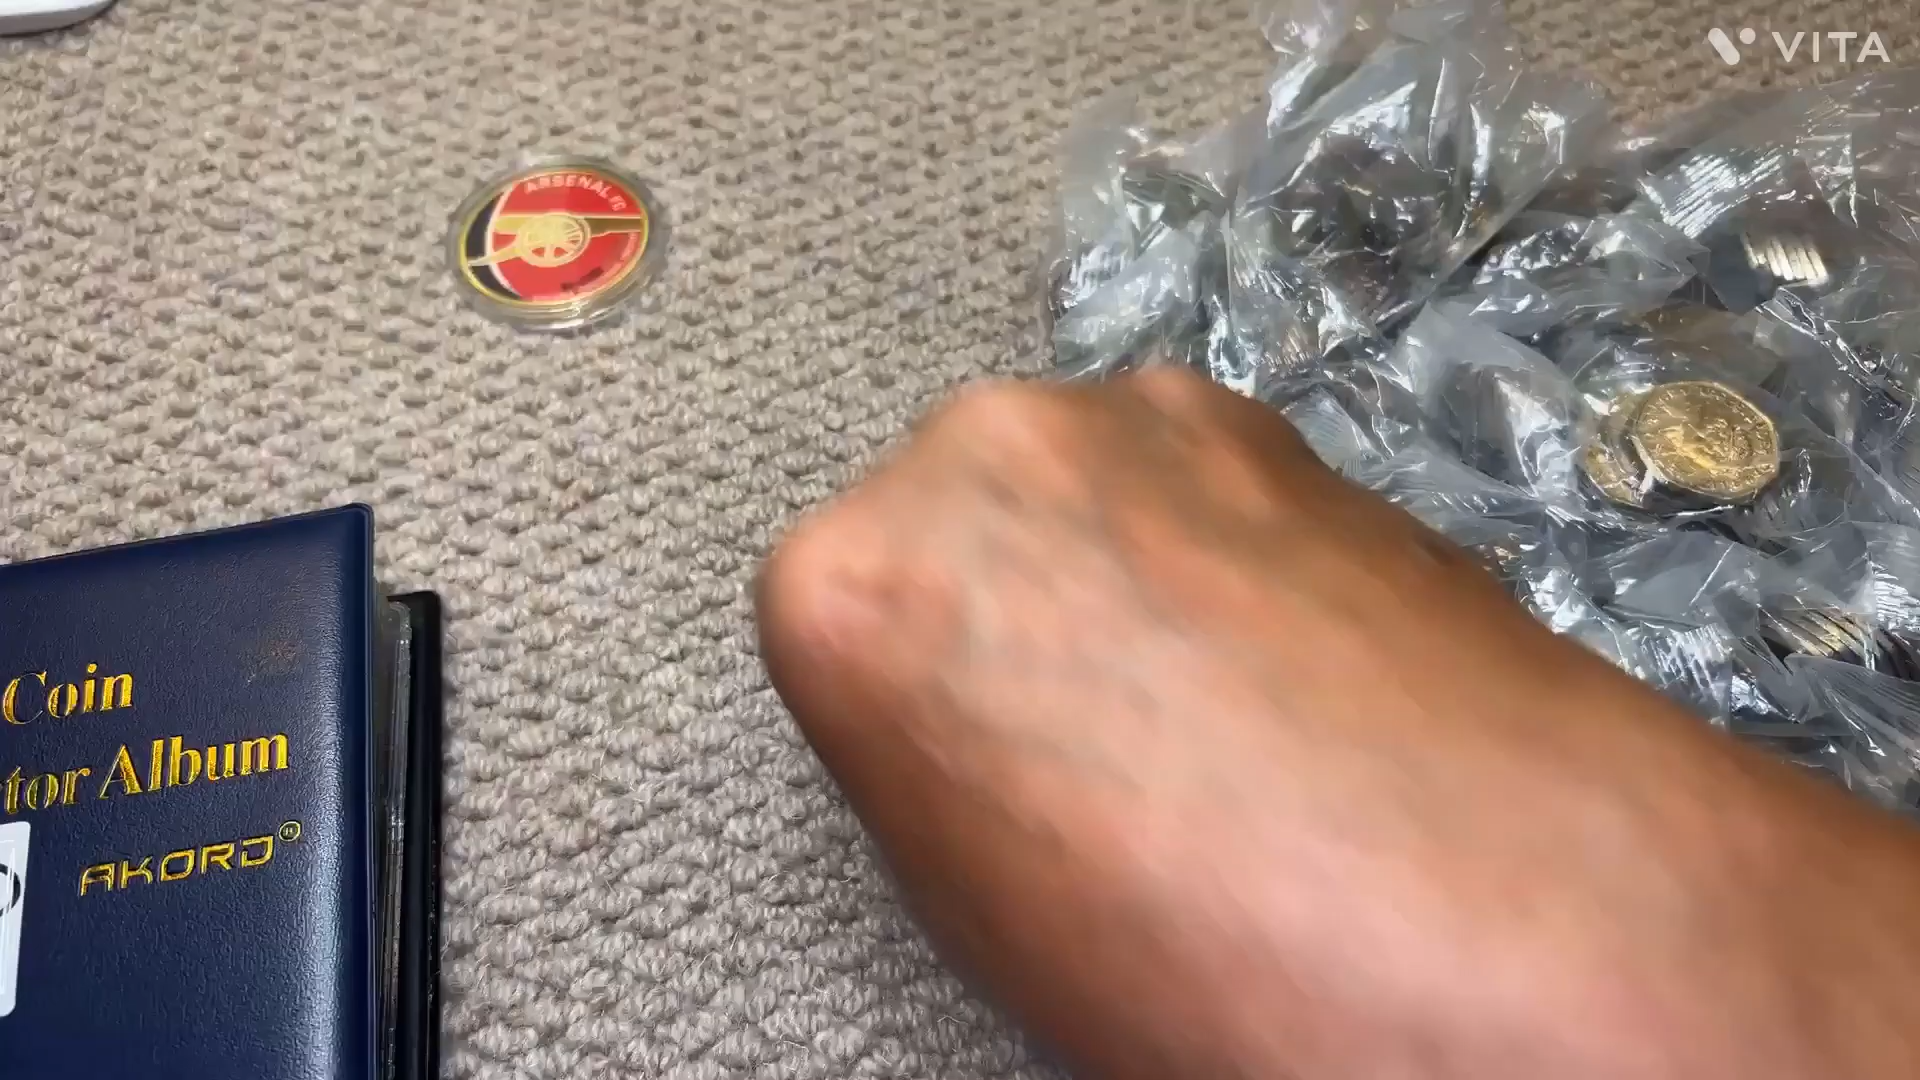 VITA
ARSENAL FC
Coin
tor Album
AKORD®